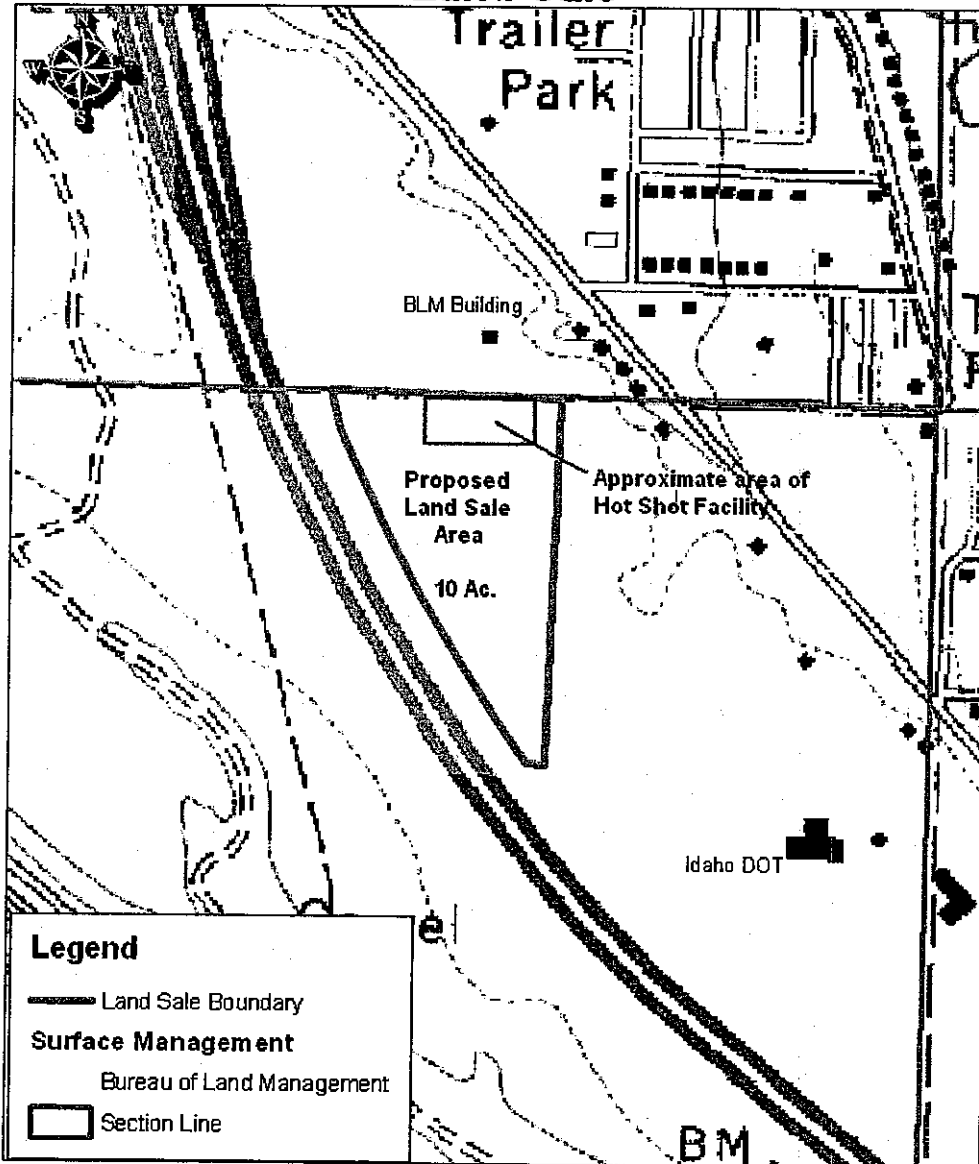 Trailer
Park
BLM Building
Proposed
Land Sale
Area
10 Ac.
Approximate area of
Hot Shot Facility
Idaho DOT
Legend
Land Sale Boundary
Surface Management
Bureau of Land Management
Section Line
BM